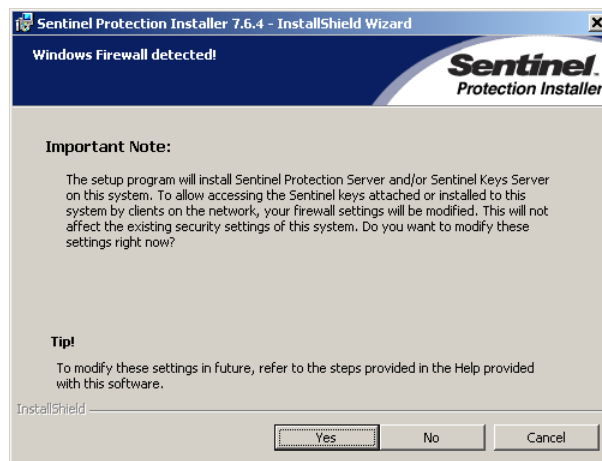 Sentinel Protection Installer 7.6.4 - InstallShield Wizard
Windows Firewall detected!
Sentinel.
Protection Installer
Important Note:
The setup program will install Sentinel Protection Server and/or Sentinel Keys Server
on this system. To allow accessing the Sentinel keys attached or installed to this
system by clients on the network, your firewall settings will be modified. This will not
affect the existing security settings of this system. Do you want to modify these
settings right now?
Tip!
To modify these settings in future, refer to the steps provided in the Help provided
with this software.
InstallShield
Yes
No
Cancel